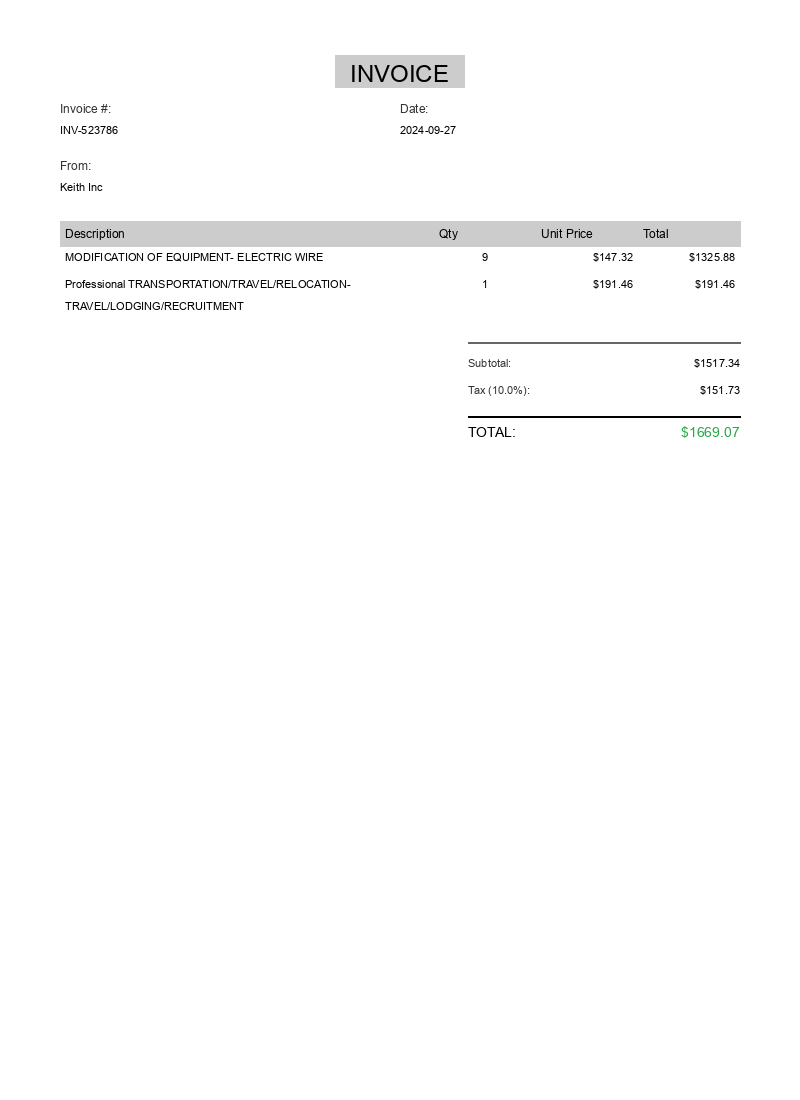 INVOICE
Invoice #: Date:
INV-523786 2024-09-27
From:
Keith Inc
Description Qty Unit Price Total
MODIFICATION OF EQUIPMENT- ELECTRIC WIRE 9 $147.32 $1325.88
Professional TRANSPORTATION/TRAVEL/RELOCATION- 1 $191.46 $191.46
TRAVEL/LODGING/RECRUITMENT
Subtotal: $1517.34
Tax (10.0%): $151.73
TOTAL: $1669.07